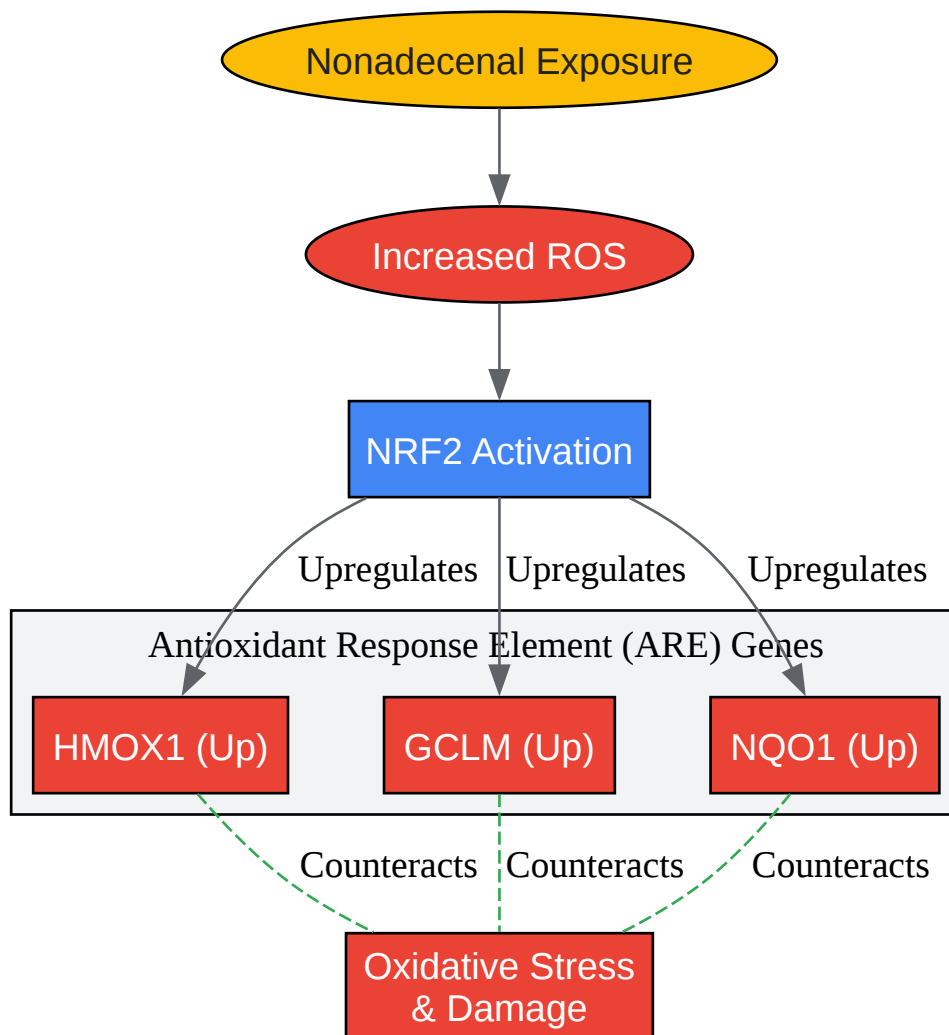 Nonadecenal Exposure
Increased ROS
NRF2 Activation
Upregulates
Upregulates
Upregulates
Antioxidant Response Element (ARE) Genes
HMOX1 (Up)
GCLM (Up)
NQO1 (Up)
Counteracts
Counteracts
Counteracts
Oxidative Stress
& Damage